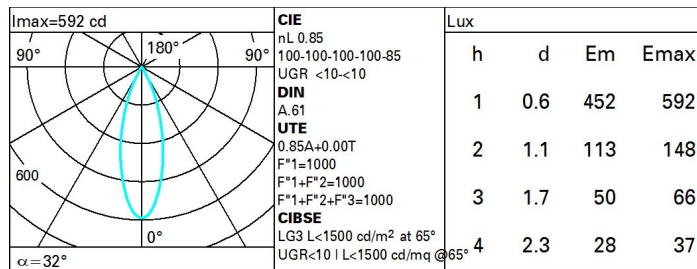 Imax=592 cd
90°
180°
90°
600
0°
α=32°
CIE
nL 0.85
100-100-100-100-85
UGR <10-<10
DIN
A.61
UTE
0.85A+0.00T
F"1=1000
F"1+F"2=1000
F"1+F"2+F"3=1000
CIBSE
LG3 L<1500 cd/m² at 65°
UGR<10 | L<1500 cd/mq @65°
Lux
h d Em Emax
1 0.6 452 592
2 1.1 113 148
3 1.7 50 66
4 2.3 28 37